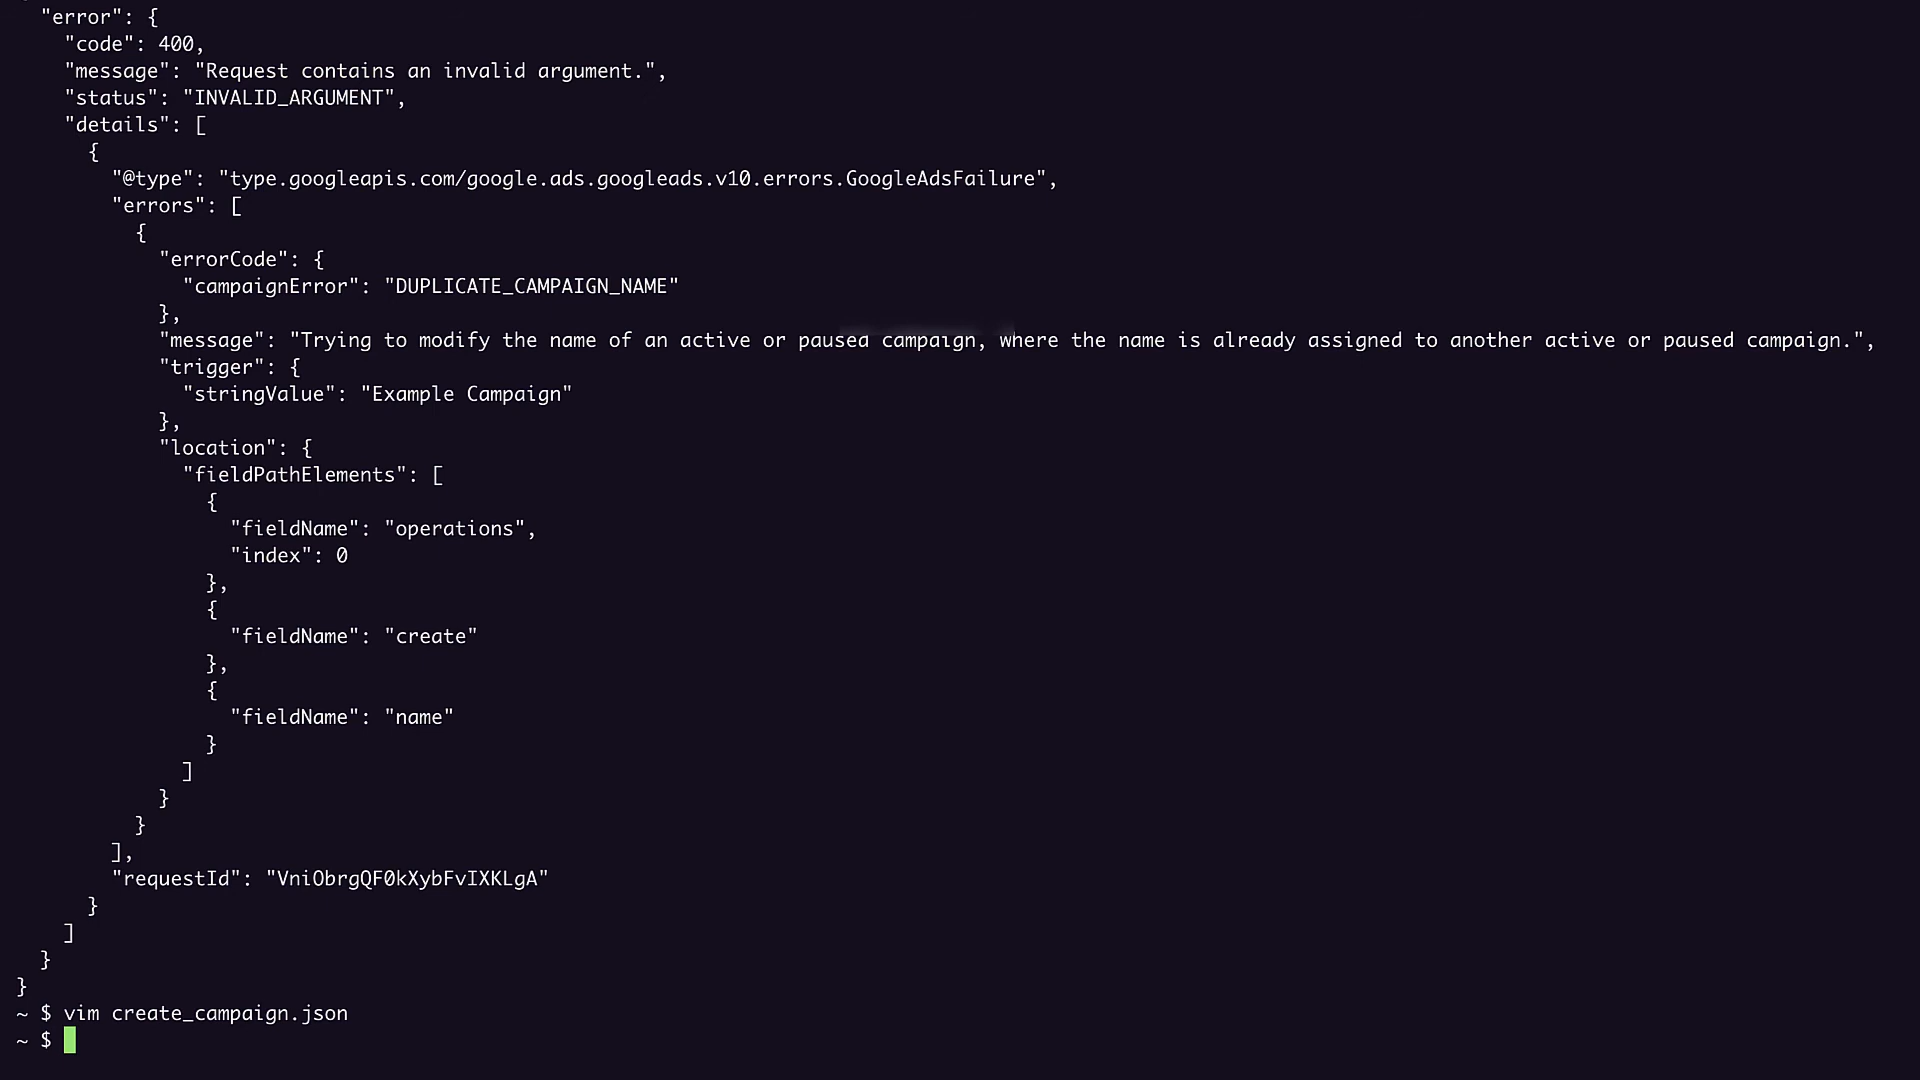 "error": {
"code": 400,
"message": "Request contains an invalid argument.",
"status": "INVALID_ARGUMENT",
"details": [
{
"@type": "type.googleapis.com/google.ads.googleads.v10.errors.GoogleAdsFailure",
"errors": [
{
"errorCode": {
"campaignError": "DUPLICATE_CAMPAIGN_NAME"
},
"message": "Trying to modify the name of an active or paused campaign, where the name is already assigned to another active or paused campaign.",
"trigger": {
"stringValue": "Example Campaign"
},
"location": {
"fieldPathElements": [
{
"fieldName": "operations",
"index": 0
},
{
"fieldName": "create"
},
{
"fieldName": "name"
}
]
}
}
],
"requestId": "VniObrgQF0kXybFvIXKLgA"
}
]
}
}
~ $ vim create_campaign.json
~ $